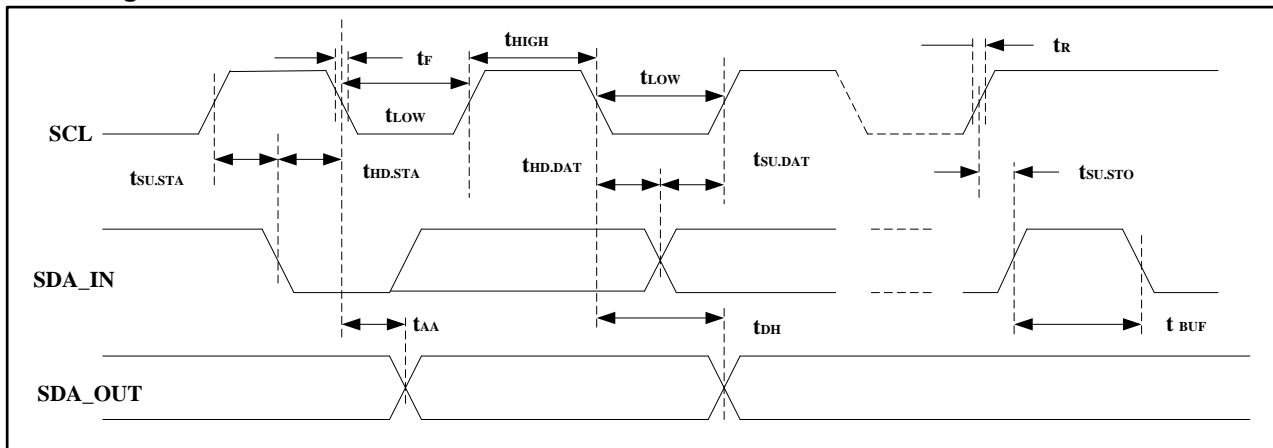 tF
tHIGH
tR
tLOW
tLOW
SCL
tSU.STA
tHD.STA
tHD.DAT
tSU.DAT
tSU.STO
SDA_IN
tAA
tDH
t BUF
SDA_OUT